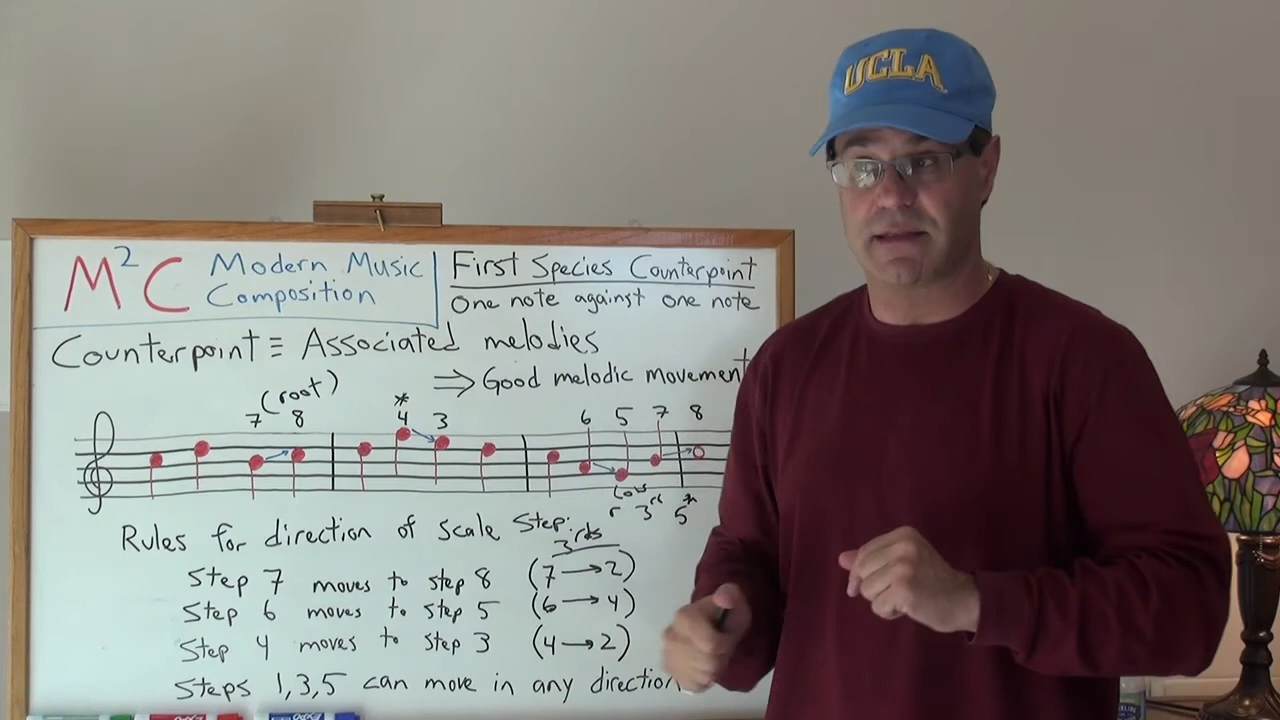 UCLA
M²C Modern Music Composition
First Species Counterpoint
One note against one note
Counterpoint ≡ Associated melodies
⇒ Good melodic movement
(root)
7 8 * 4 3 6 5 7 8
r 3rd 5th
Rules for direction of scale step:
3rds
Step 7 moves to step 8 (7 → 2)
Step 6 moves to step 5 (6 → 4)
Step 4 moves to step 3 (4 → 2)
Steps 1,3,5 can move in any direction